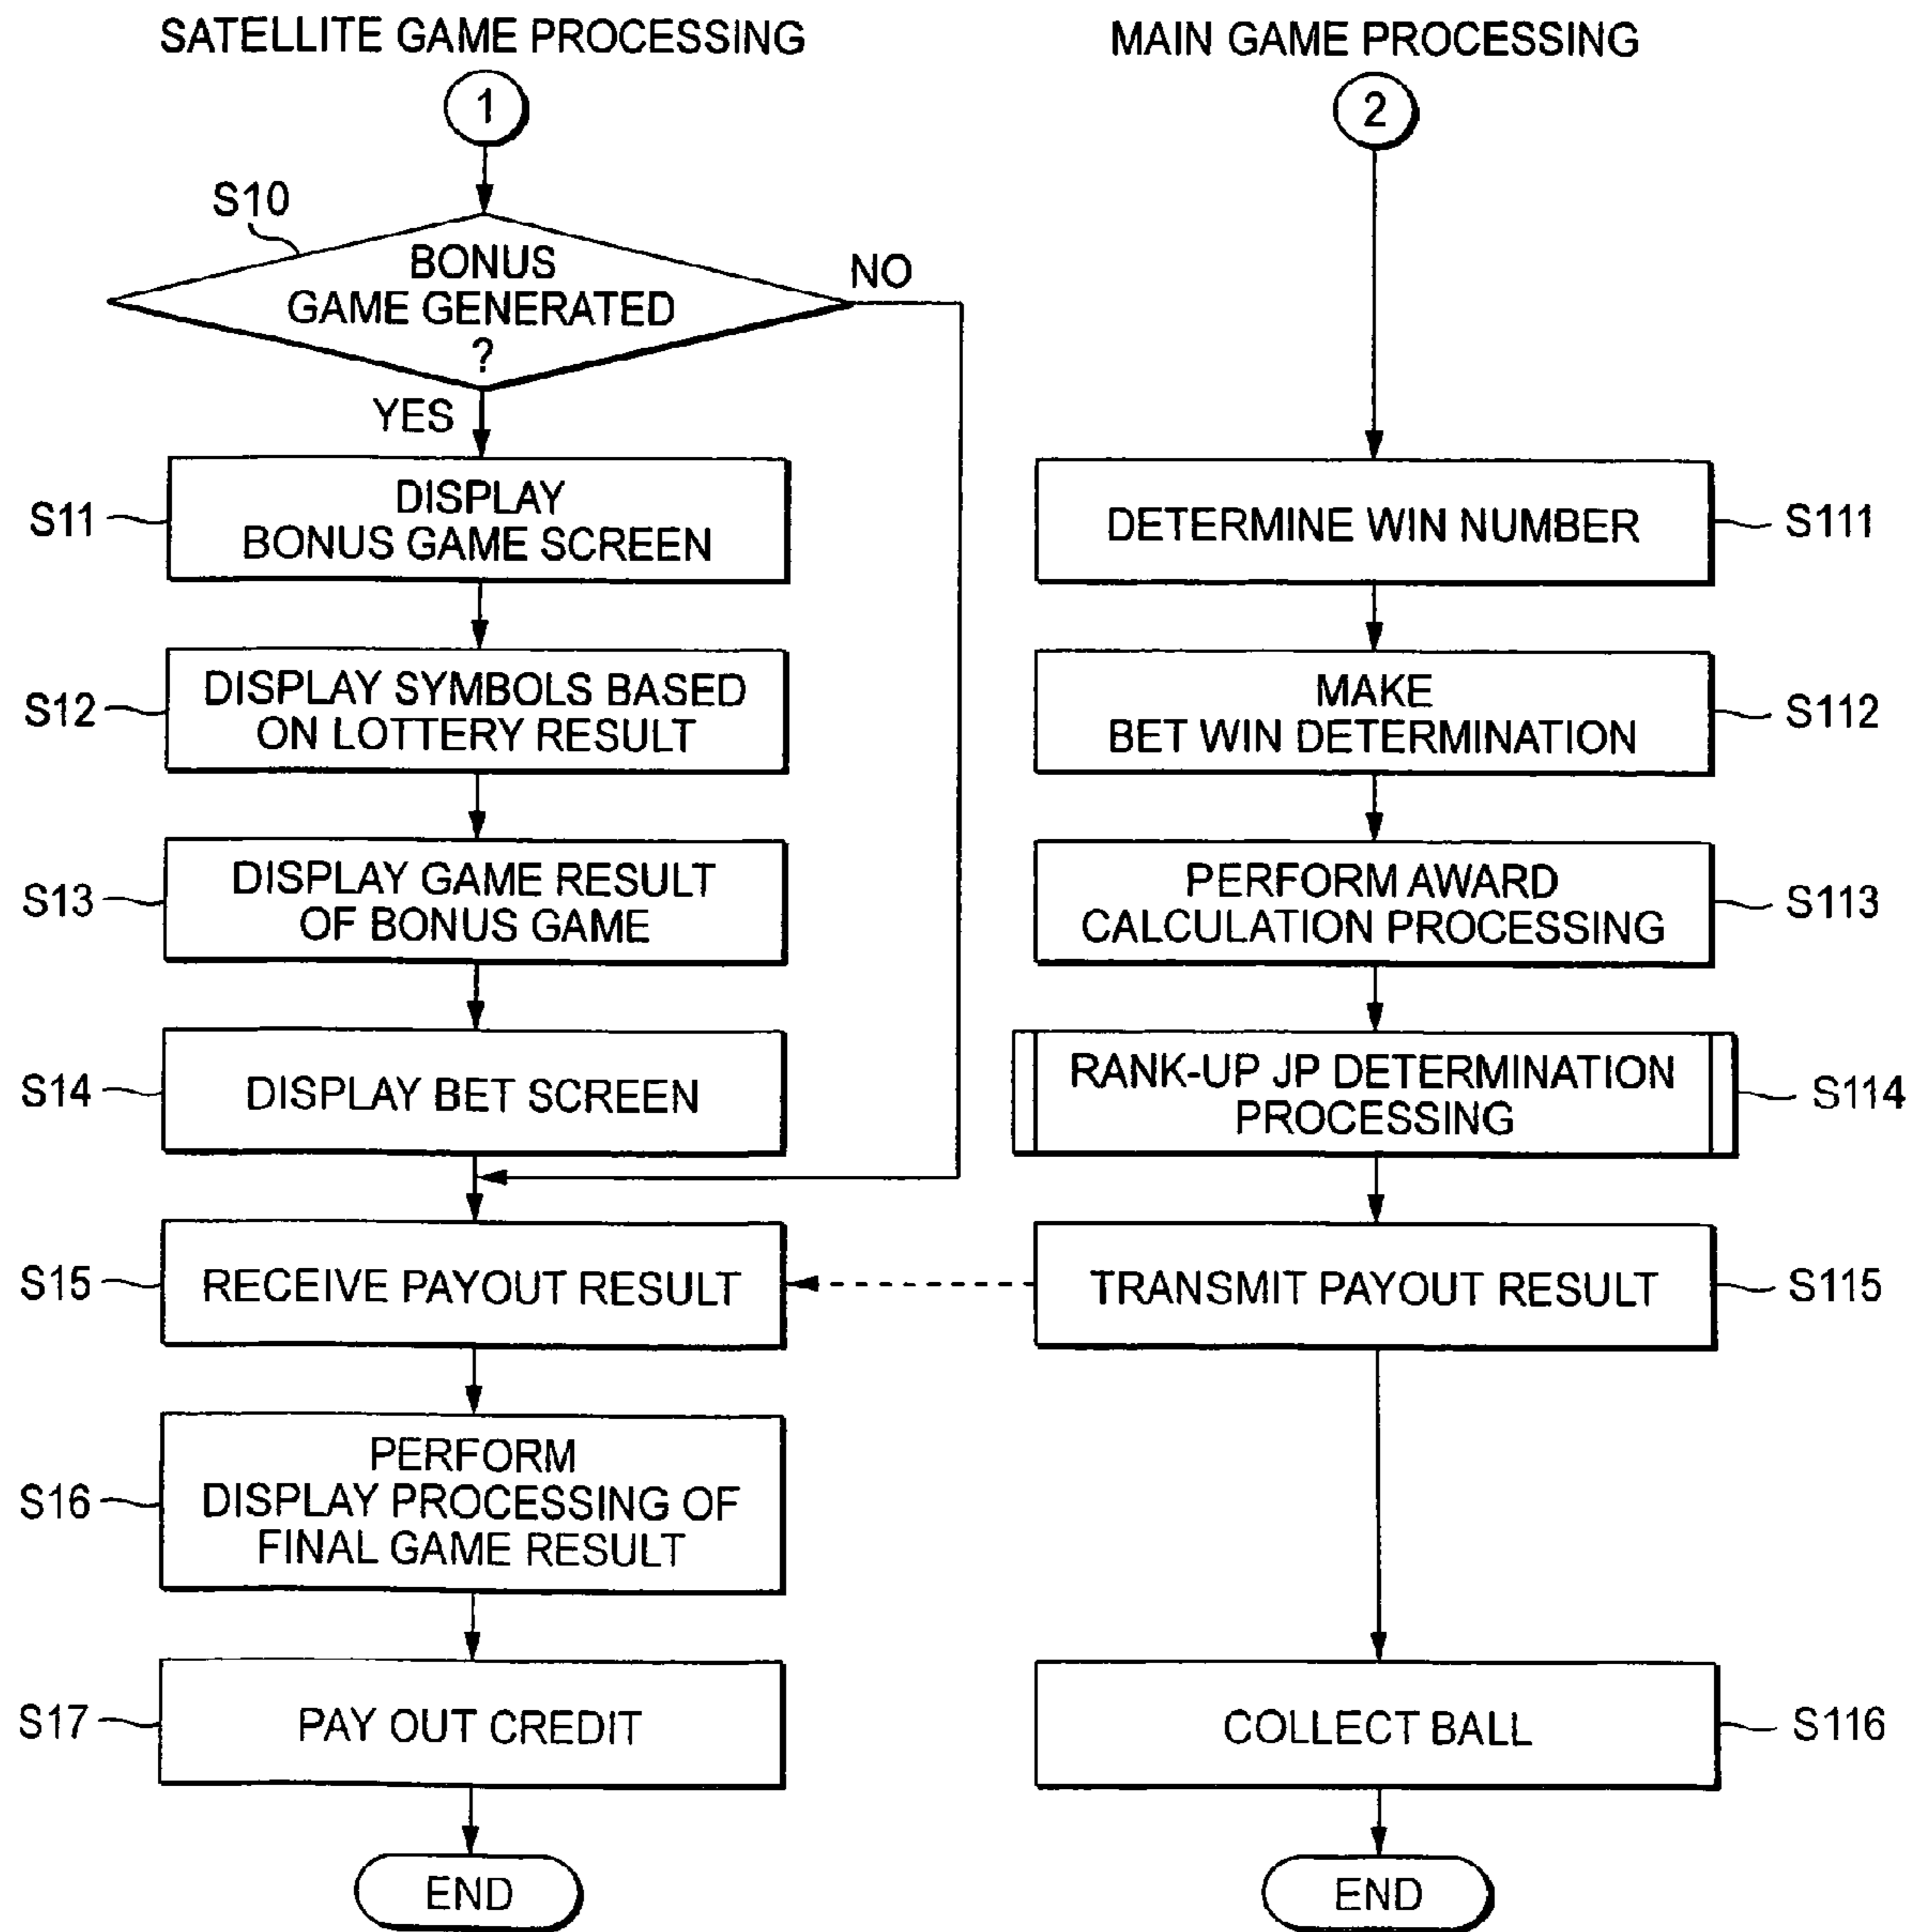 SATELLITE GAME PROCESSING
1
S10
BONUS
GAME GENERATED
?
NO
YES
S11
DISPLAY
BONUS GAME SCREEN
S12
DISPLAY SYMBOLS BASED
ON LOTTERY RESULT
S13
DISPLAY GAME RESULT
OF BONUS GAME
S14
DISPLAY BET SCREEN
S15
RECEIVE PAYOUT RESULT
S16
PERFORM
DISPLAY PROCESSING OF
FINAL GAME RESULT
S17
PAY OUT CREDIT
END
MAIN GAME PROCESSING
2
DETERMINE WIN NUMBER
S111
MAKE
BET WIN DETERMINATION
S112
PERFORM AWARD
CALCULATION PROCESSING
S113
RANK-UP JP DETERMINATION
PROCESSING
S114
TRANSMIT PAYOUT RESULT
S115
COLLECT BALL
S116
END